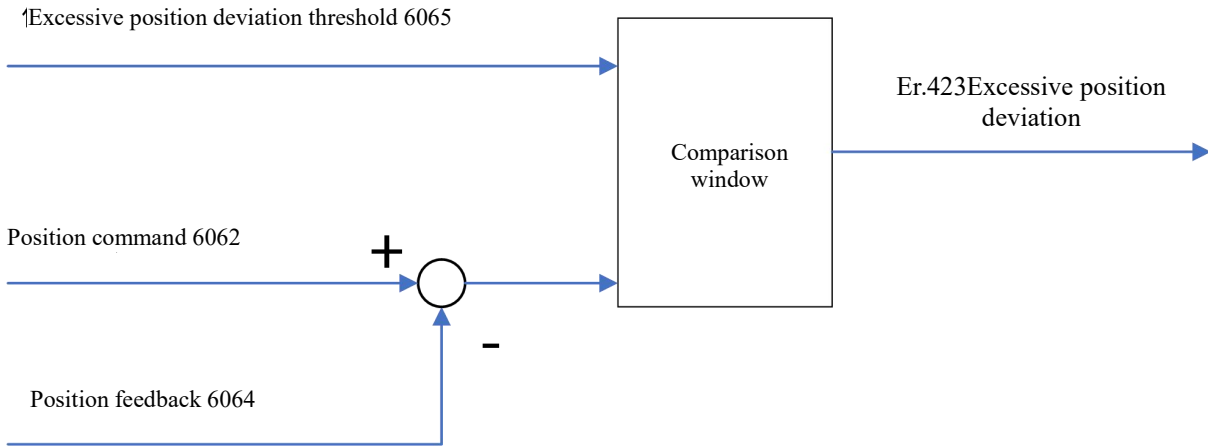 Excessive position deviation threshold 6065
Er.423Excessive position
deviation
Comparison
window
Position command 6062
+
-
Position feedback 6064